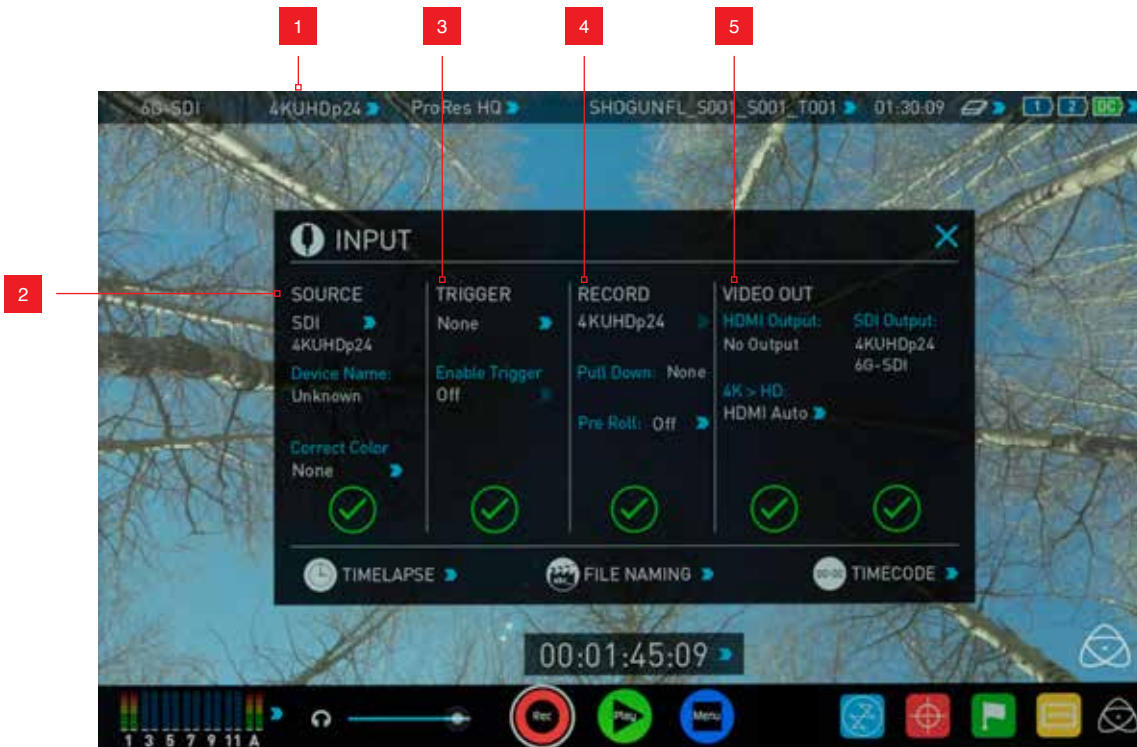 1
3
4
5
6G-SDI 4KUHDp24 ProRes HQ SHOGUNFL_S001_S001_T001 01:30:09 1 2 DC
INPUT
2
SOURCE
SDI
4KUHDp24
Device Name:
Unknown
Correct Color
None
TRIGGER
None
Enable Trigger
Off
RECORD
4KUHDp24
Pull Down: None
Pre Roll: Off
VIDEO OUT
HDMI Output:
No Output
4K > HD:
HDMI Auto
SDI Output:
4KUHDp24
6G-SDI
TIMELAPSE
FILE NAMING
00:00 TIMECODE
00:01:45:09
1 3 5 7 9 11 A
Rec
Play
Menu